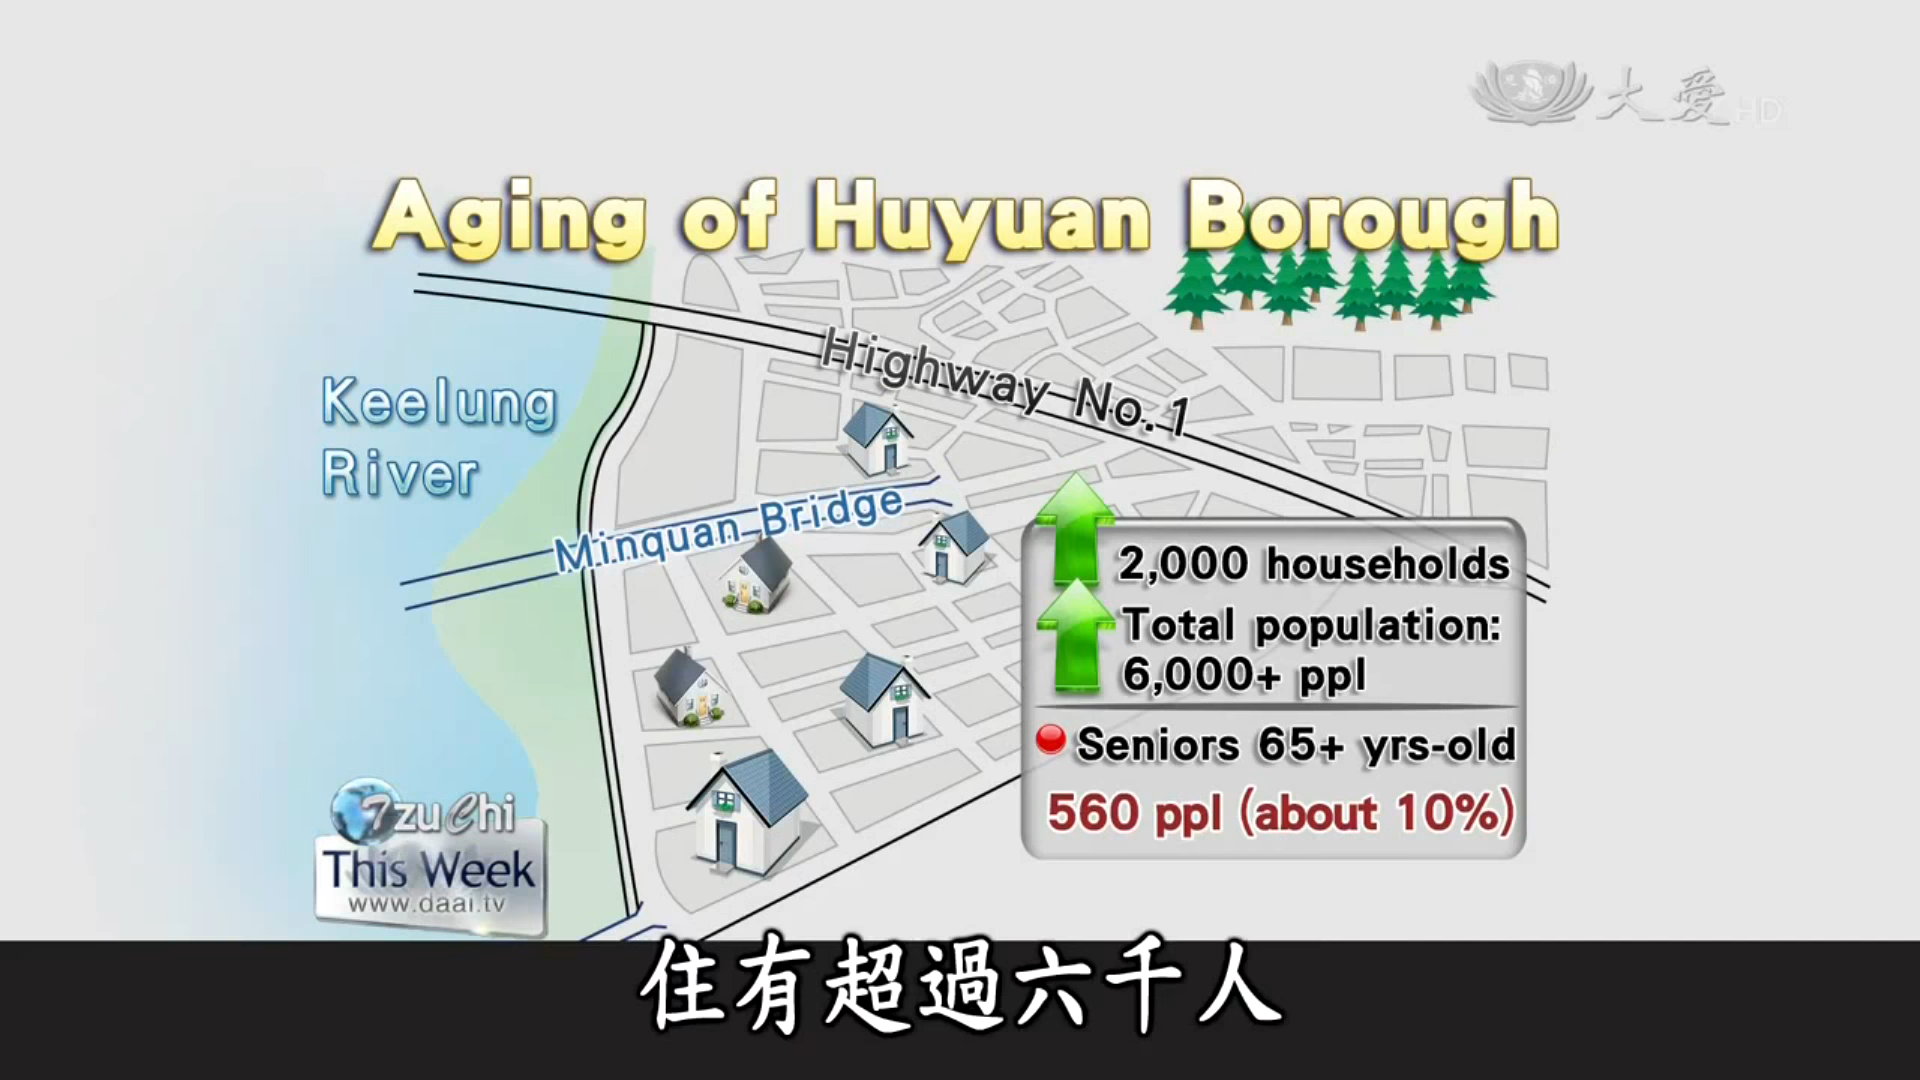 大愛HD
Aging of Huyuan Borough
Highway No.1
Keelung
River
Minquan Bridge
2,000 households
Total population:
6,000+ ppl
Seniors 65+ yrs-old
560 ppl (about 10%)
Tzu Chi
This Week
www.daai.tv
住有超過六千人